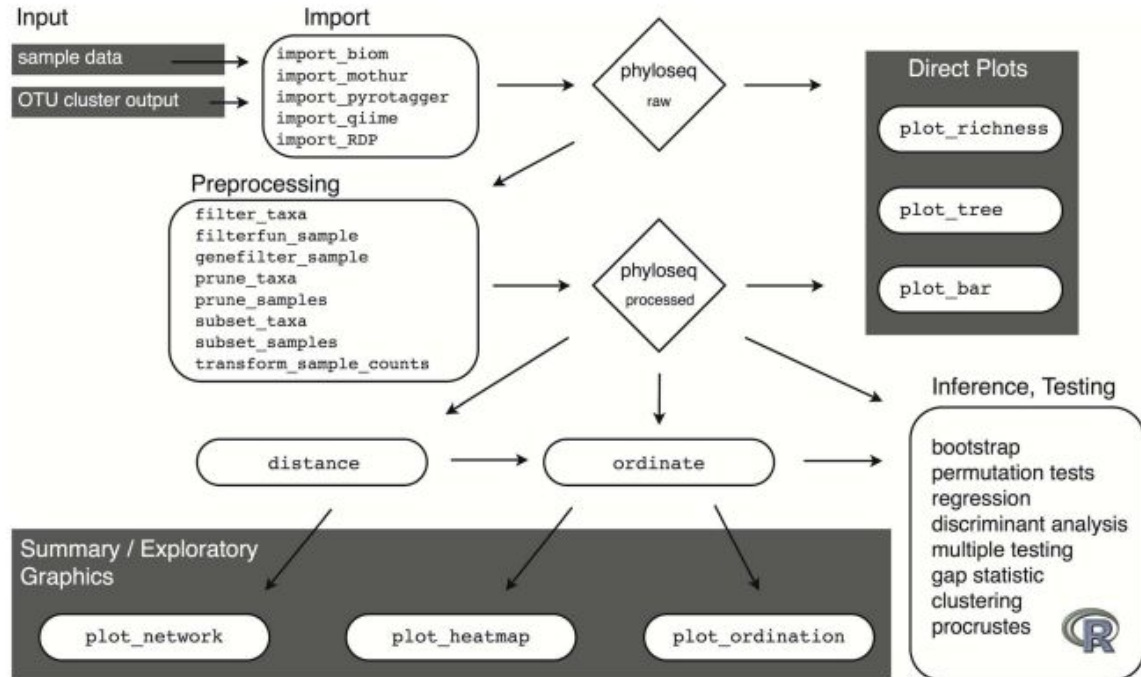 Input
Import
sample data
OTU cluster output
import_biom
import_mothur
import_pyrotagger
import_qiime
import_RDP
phyloseq
raw
Direct Plots
plot_richness
plot_tree
plot_bar
Preprocessing
filter_taxa
filterfun_sample
genefilter_sample
prune_taxa
prune_samples
subset_taxa
subset_samples
transform_sample_counts
phyloseq
processed
distance
ordinate
Inference, Testing
bootstrap
permutation tests
regression
discriminant analysis
multiple testing
gap statistic
clustering
procrustes
R
Summary / Exploratory
Graphics
plot_network
plot_heatmap
plot_ordination